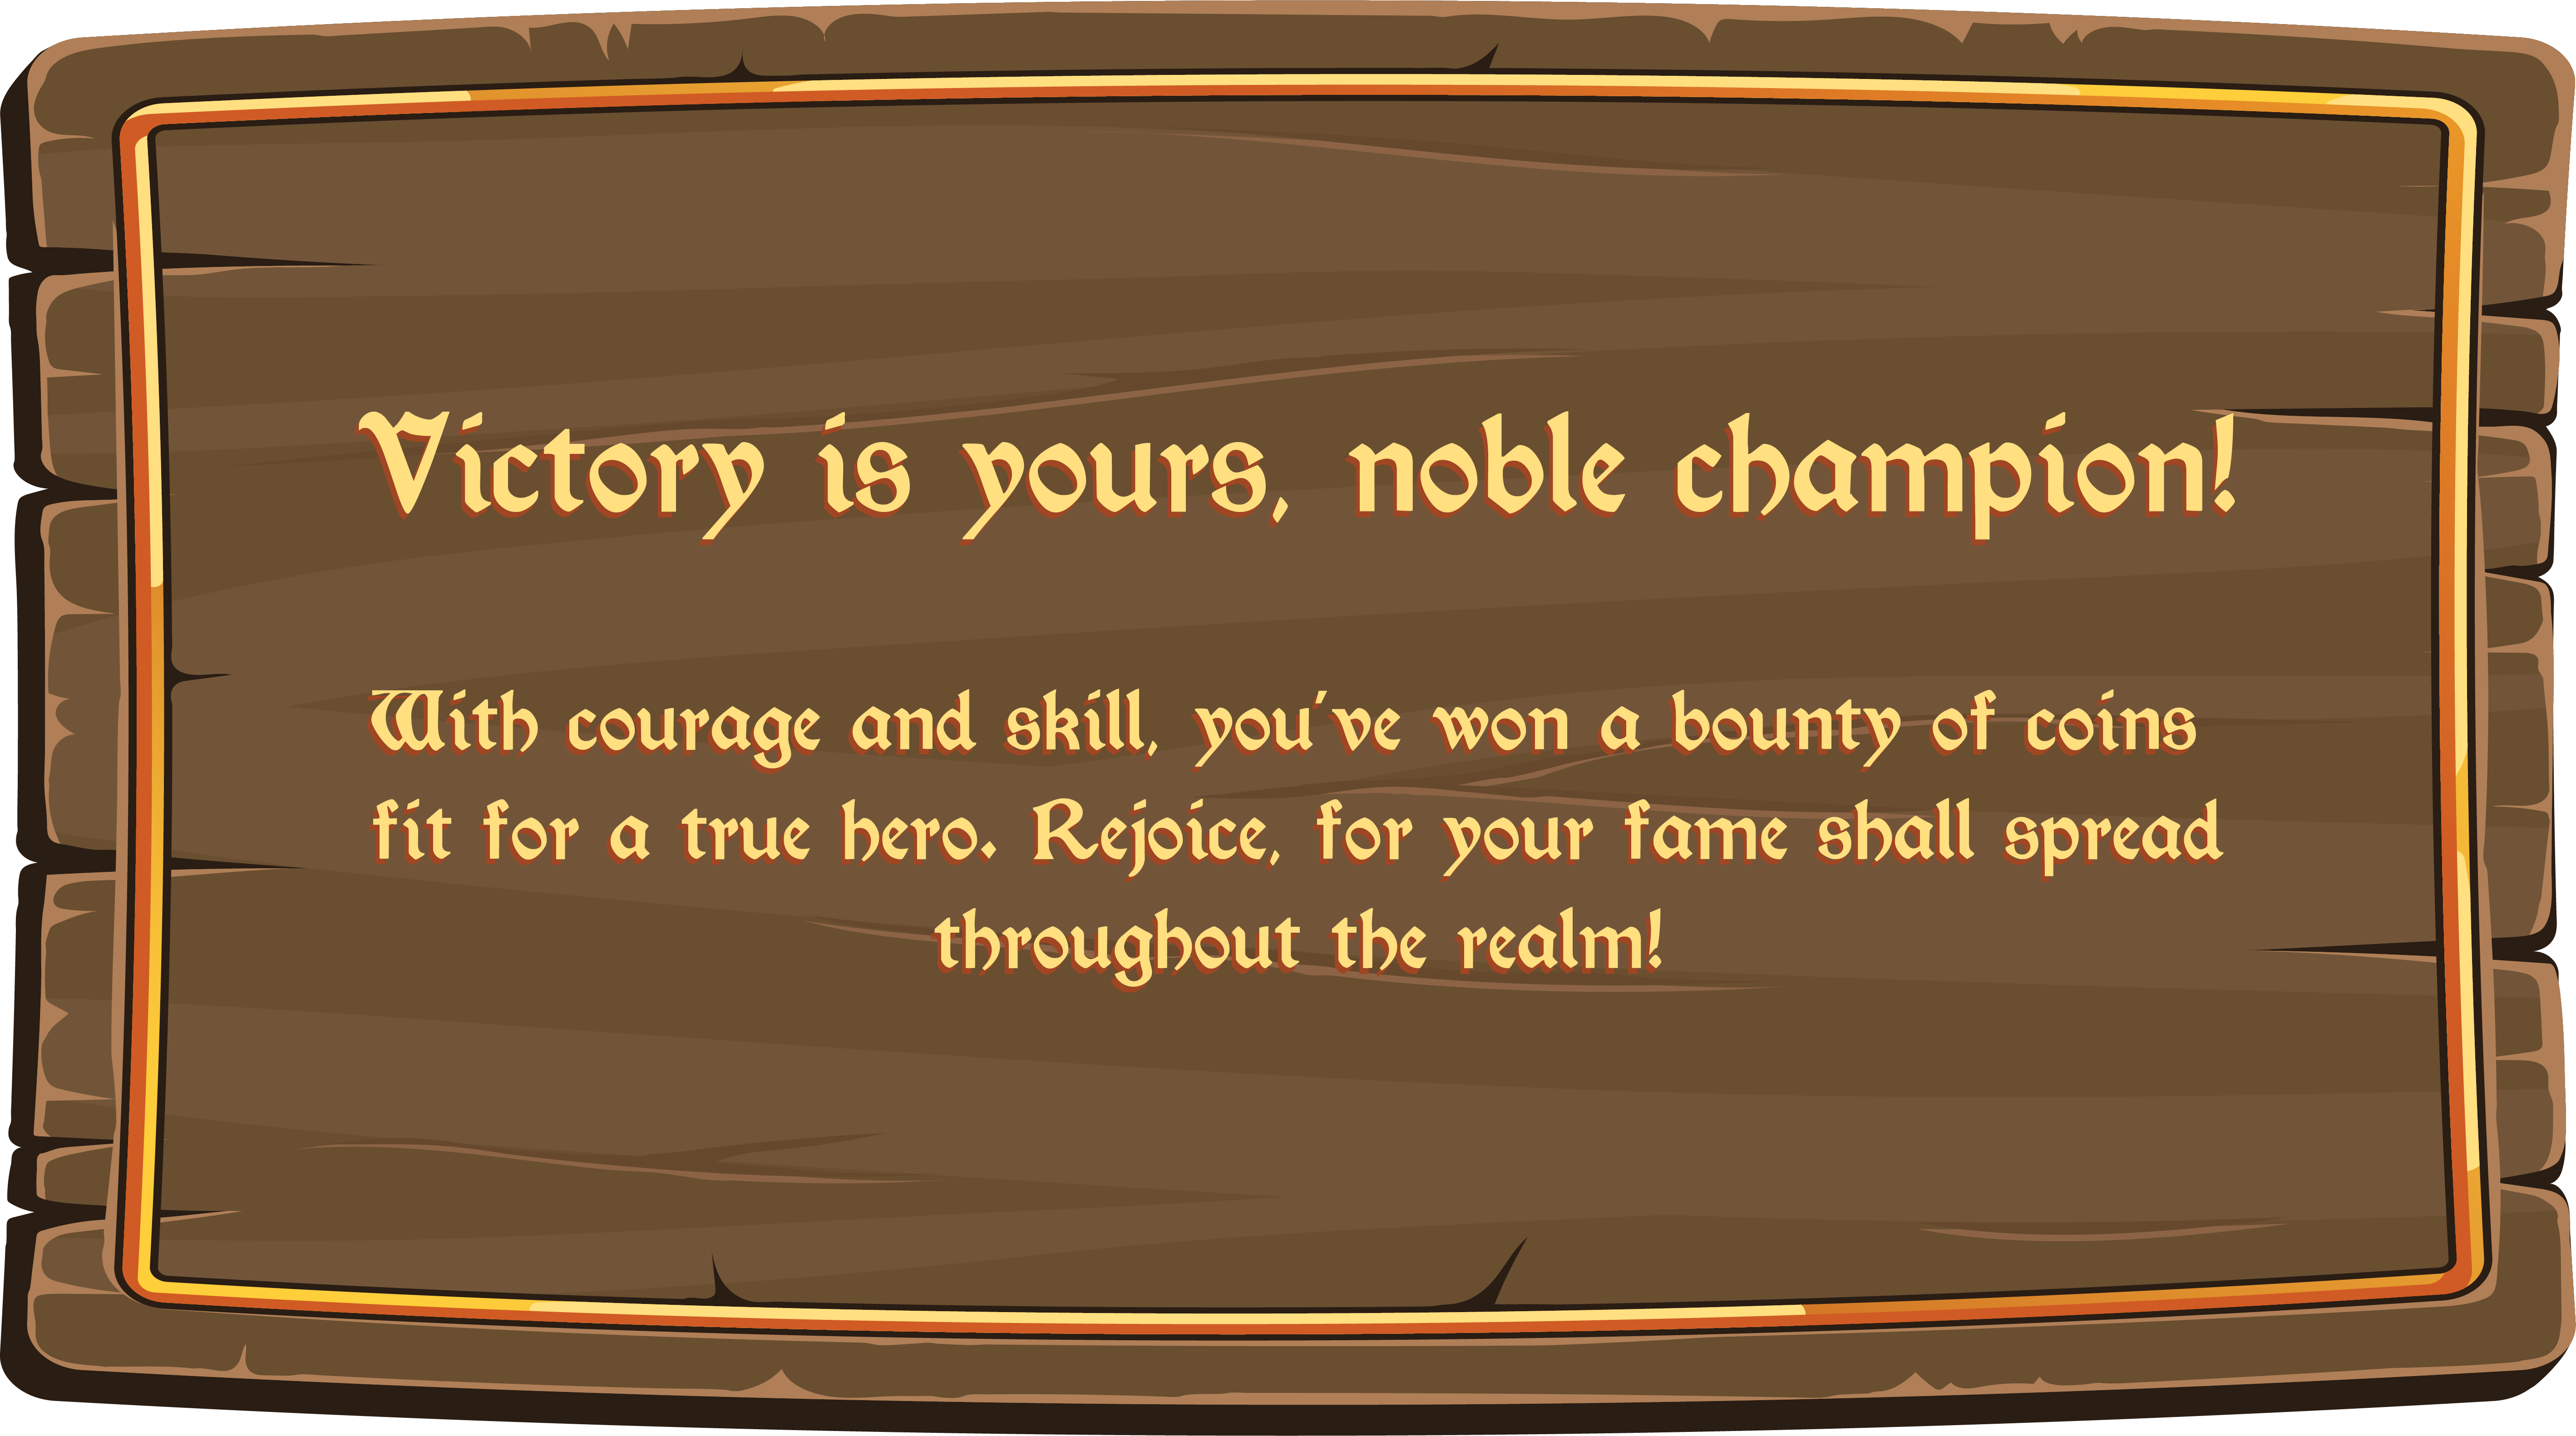 Victory is yours, noble champion!
With courage and skill, you've won a bounty of coins
fit for a true hero. Rejoice, for your fame shall spread
throughout the realm!